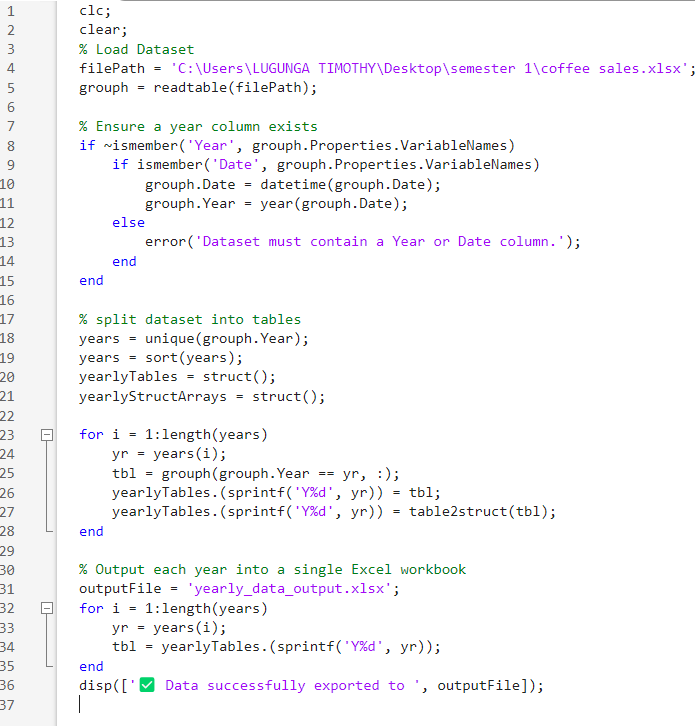 1 clc;
2 clear;
3 % Load Dataset
4 filePath = 'C:\Users\LUGUNGA TIMOTHY\Desktop\semester 1\coffee sales.xlsx';
5 grouph = readtable(filePath);
6
7 % Ensure a year column exists
8 if ~ismember('Year', grouph.Properties.VariableNames)
9     if ismember('Date', grouph.Properties.VariableNames)
10         grouph.Date = datetime(grouph.Date);
11         grouph.Year = year(grouph.Date);
12     else
13         error('Dataset must contain a Year or Date column.');
14     end
15 end
16
17 % split dataset into tables
18 years = unique(grouph.Year);
19 years = sort(years);
20 yearlyTables = struct();
21 yearlyStructArrays = struct();
22
23 for i = 1:length(years)
24     yr = years(i);
25     tbl = grouph(grouph.Year == yr, :);
26     yearlyTables.(sprintf('Y%d', yr)) = tbl;
27     yearlyTables.(sprintf('Y%d', yr)) = table2struct(tbl);
28 end
29
30 % Output each year into a single Excel workbook
31 outputFile = 'yearly_data_output.xlsx';
32 for i = 1:length(years)
33     yr = years(i);
34     tbl = yearlyTables.(sprintf('Y%d', yr));
35 end
36 disp(['✅ Data successfully exported to ', outputFile]);
37